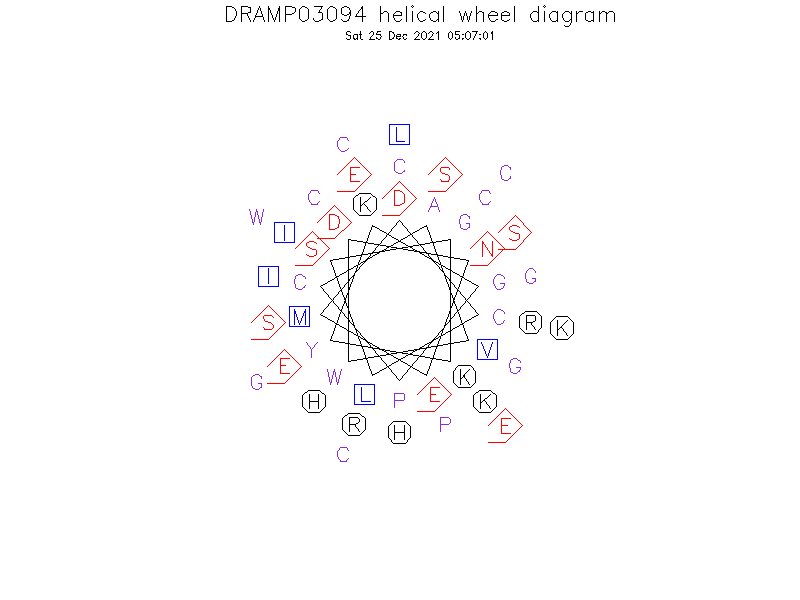 DRAMP03094 helical wheel diagram
Sat 25 Dec 2021 05:07:01
L
C
E C S C
C K D A C
W D G
I S
S N
I C G G
S M C R K
Y V
E G
G W K
H L P E K
R H P E
C